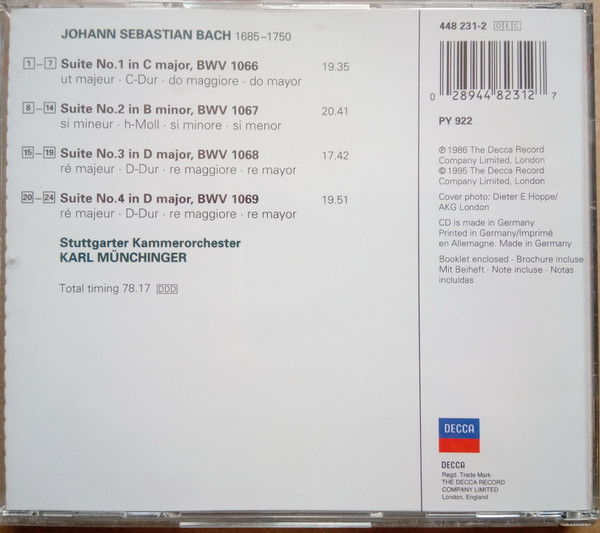 JOHANN SEBASTIAN BACH 1685–1750
1 – 7 Suite No.1 in C major, BWV 1066 19.35
ut majeur · C-Dur · do maggiore · do mayor
8 – 14 Suite No.2 in B minor, BWV 1067 20.41
si mineur · h-Moll · si minore · si menor
15 – 19 Suite No.3 in D major, BWV 1068 17.42
ré majeur · D-Dur · re maggiore · re mayor
20 – 24 Suite No.4 in D major, BWV 1069 19.51
ré majeur · D-Dur · re maggiore · re mayor
Stuttgarter Kammerorchester
KARL MÜNCHINGER
Total timing 78.17 DDD
448 231-2 DEC
0 28944 82312 7
PY 922
℗ 1986 The Decca Record
Company Limited, London
© 1995 The Decca Record
Company Limited, London
Cover photo: Dieter E Hoppe/
AKG London
CD is made in Germany
Printed in Germany/Imprimé
en Allemagne. Made in Germany
Booklet enclosed · Brochure incluse
Mit Beiheft · Note incluse · Notas
incluidas
DECCA
DECCA
Regd. Trade Mark
THE DECCA RECORD
COMPANY LIMITED
London, England